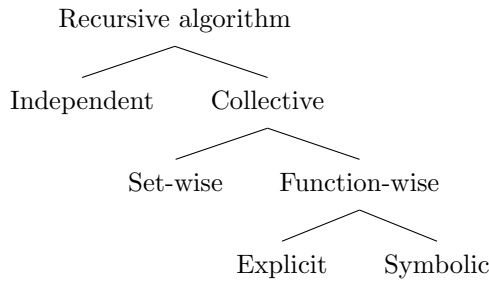 Recursive algorithm
Independent Collective
Set-wise Function-wise
Explicit Symbolic